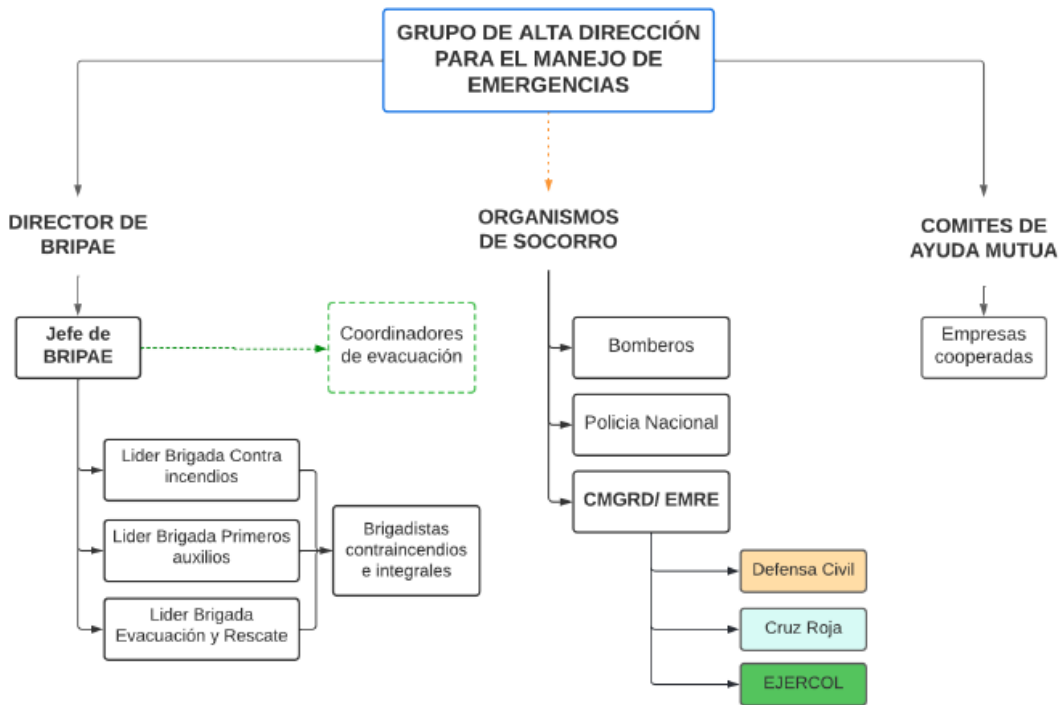 GRUPO DE ALTA DIRECCIÓN
PARA EL MANEJO DE
EMERGENCIAS
DIRECTOR DE
BRIPAE
ORGANISMOS
DE SOCORRO
COMITES DE
AYUDA MUTUA
Jefe de
BRIPAE
Coordinadores
de evacuación
Bomberos
Empresas
cooperadas
Policia Nacional
Lider Brigada Contra
incendios
CMGRD/ EMRE
Lider Brigada Primeros
auxilios
Brigadistas
contraincendios
e integrales
Defensa Civil
Lider Brigada
Evacuación y Rescate
Cruz Roja
EJERCOL